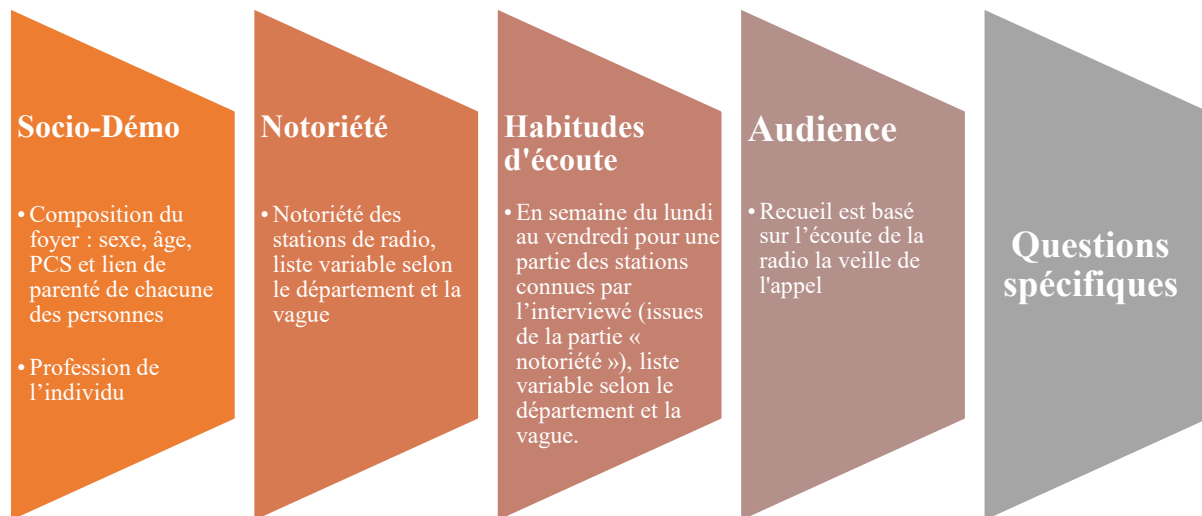 Socio-Démo
• Composition du
foyer : sexe, âge,
PCS et lien de
parenté de chacune
des personnes
• Profession de
l’individu
Notoriété
• Notoriété des
stations de radio,
liste variable selon
le département et la
vague
Habitudes
d'écoute
• En semaine du lundi
au vendredi pour une
partie des stations
connues par
l’interviewé (issues
de la partie «
notoriété »), liste
variable selon le
département et la
vague.
Audience
• Recueil est basé
sur l’écoute de la
radio la veille de
l'appel
Questions
spécifiques